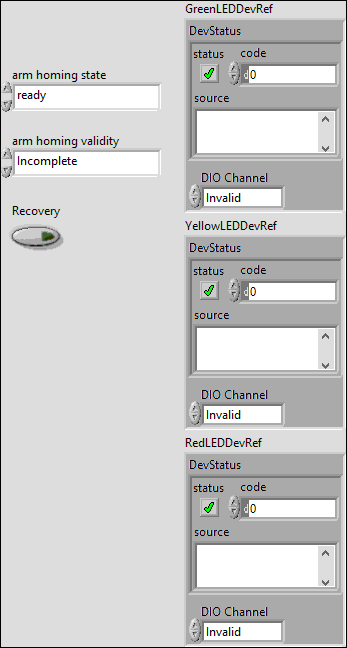 arm homing state
ready
arm homing validity
Incomplete
Recovery
GreenLEDDevRef
DevStatus
status code
d 0
source
DIO Channel
Invalid
YellowLEDDevRef
DevStatus
status code
d 0
source
DIO Channel
Invalid
RedLEDDevRef
DevStatus
status code
d 0
source
DIO Channel
Invalid